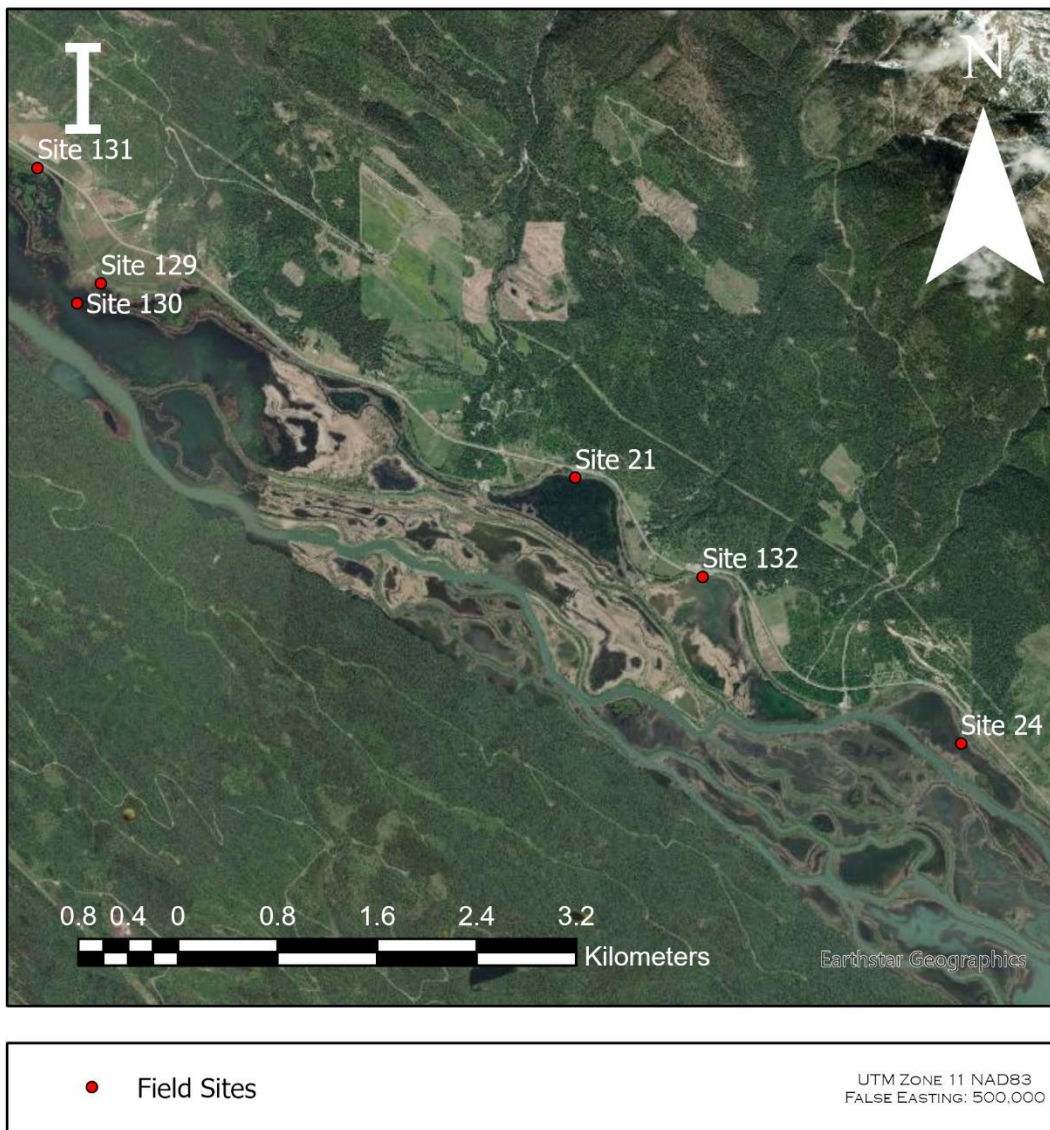 I
N
Site 131
Site 129
Site 130
Site 21
Site 132
Site 24
0.8 0.4 0 0.8 1.6 2.4 3.2
Kilometers
Earthstar Geographics
Field Sites
UTM ZONE 11 NAD83
FALSE EASTING: 500,000